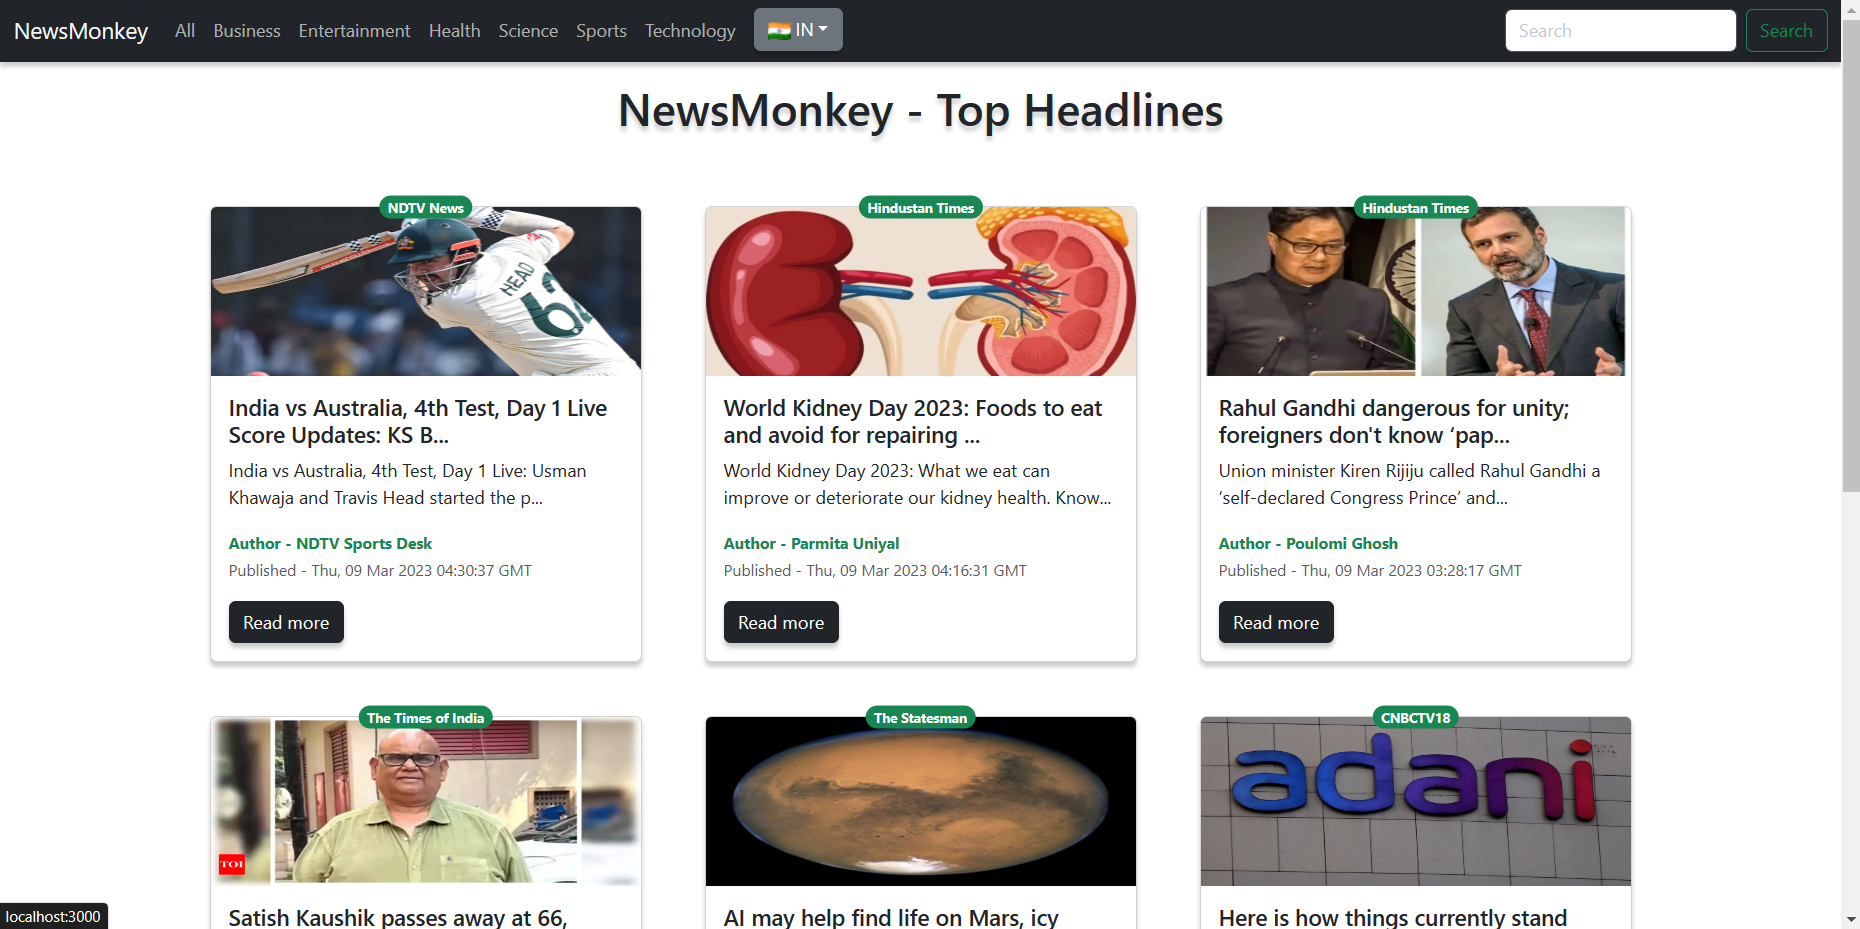 NewsMonkey All Business Entertainment Health Science Sports Technology IN Search Search
NewsMonkey - Top Headlines
NDTV News
HEAD
62
India vs Australia, 4th Test, Day 1 Live
Score Updates: KS B...
India vs Australia, 4th Test, Day 1 Live: Usman
Khawaja and Travis Head started the p...
Author - NDTV Sports Desk
Published - Thu, 09 Mar 2023 04:30:37 GMT
Read more
Hindustan Times
World Kidney Day 2023: Foods to eat
and avoid for repairing ...
World Kidney Day 2023: What we eat can
improve or deteriorate our kidney health. Know...
Author - Parmita Uniyal
Published - Thu, 09 Mar 2023 04:16:31 GMT
Read more
Hindustan Times
Rahul Gandhi dangerous for unity;
foreigners don't know ‘pap...
Union minister Kiren Rijiju called Rahul Gandhi a
‘self-declared Congress Prince’ and...
Author - Poulomi Ghosh
Published - Thu, 09 Mar 2023 03:28:17 GMT
Read more
The Times of India
TOI
Satish Kaushik passes away at 66,
The Statesman
AI may help find life on Mars, icy
CNBCTV18
adani
Here is how things currently stand
localhost:3000